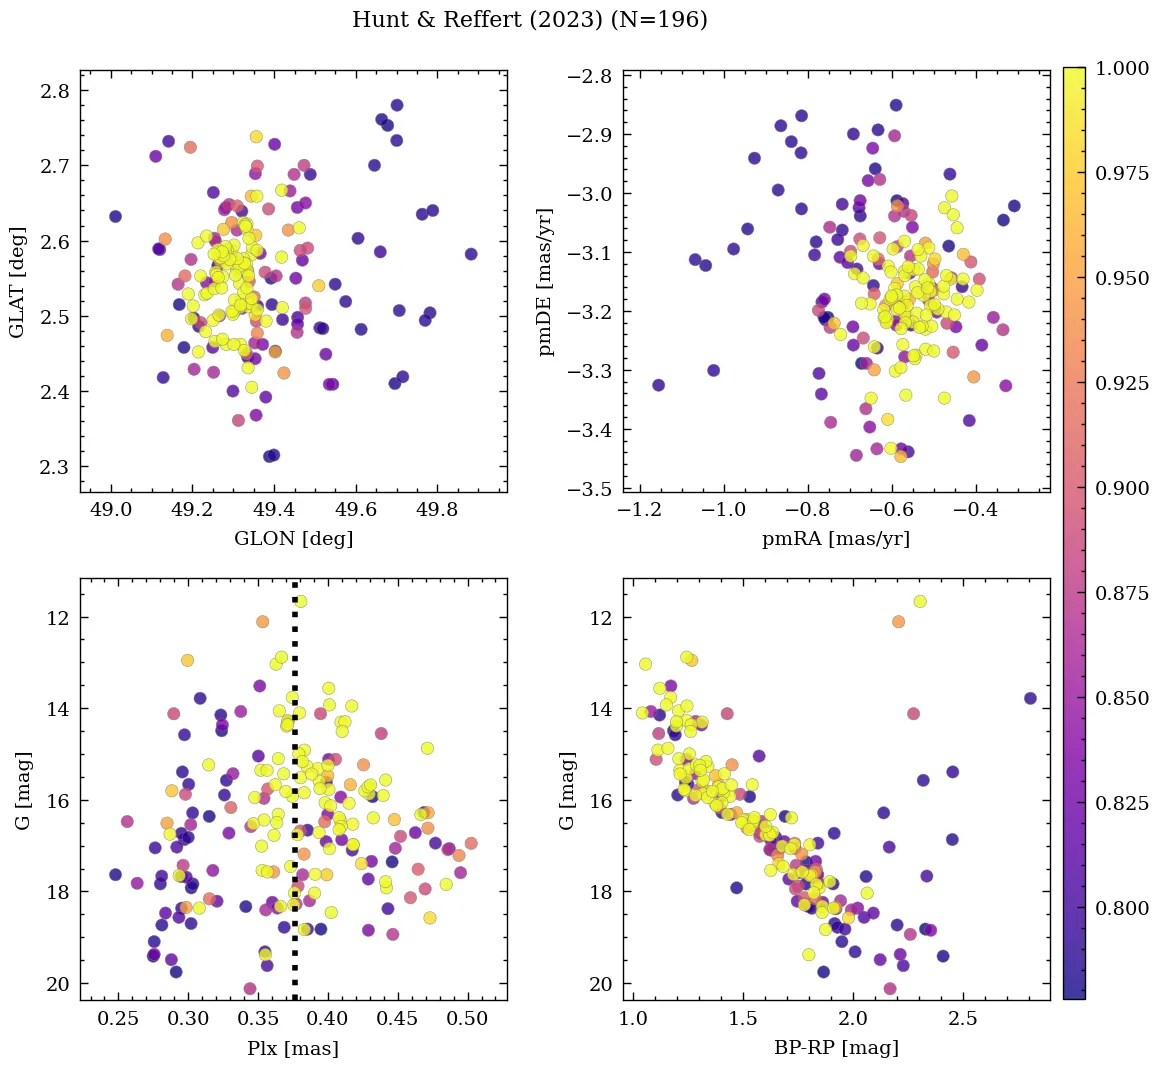 Hunt & Reffert (2023) (N=196)
2.8
2.7
2.6
2.5
2.4
2.3
GLAT [deg]
49.0 49.2 49.4 49.6 49.8
GLON [deg]
−2.8
−2.9
−3.0
−3.1
−3.2
−3.3
−3.4
−3.5
pmDE [mas/yr]
−1.2 −1.0 −0.8 −0.6 −0.4
pmRA [mas/yr]
12
14
16
18
20
G [mag]
0.25 0.30 0.35 0.40 0.45 0.50
Plx [mas]
12
14
16
18
20
G [mag]
1.0 1.5 2.0 2.5
BP-RP [mag]
1.000
0.975
0.950
0.925
0.900
0.875
0.850
0.825
0.800